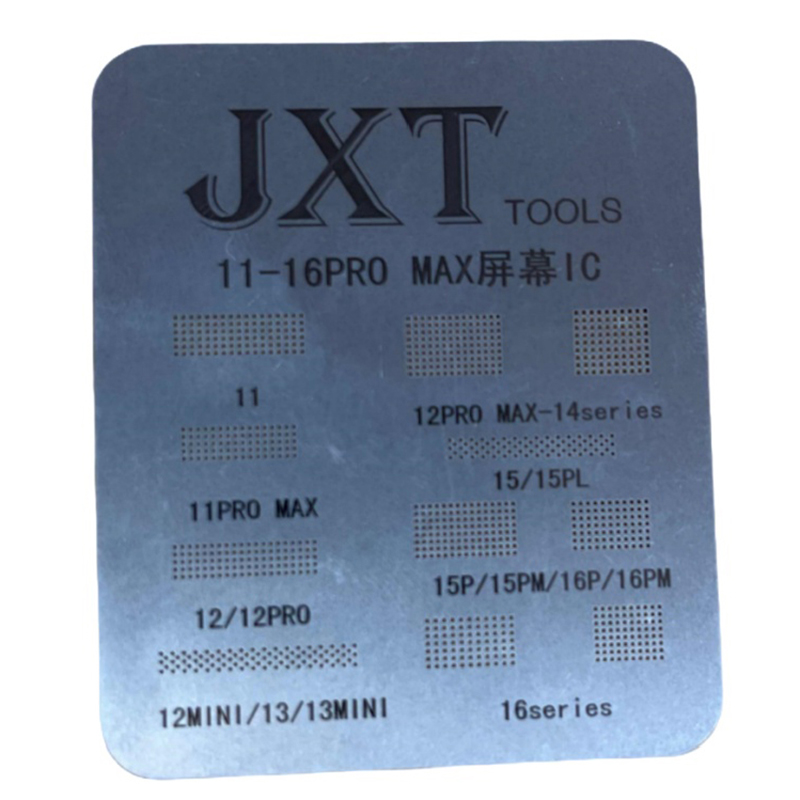 JXT TOOLS
11-16PRO MAX屏幕IC
11
12PRO MAX-14series
15/15PL
11PRO MAX
15P/15PM/16P/16PM
12/12PRO
12MINI/13/13MINI
16series